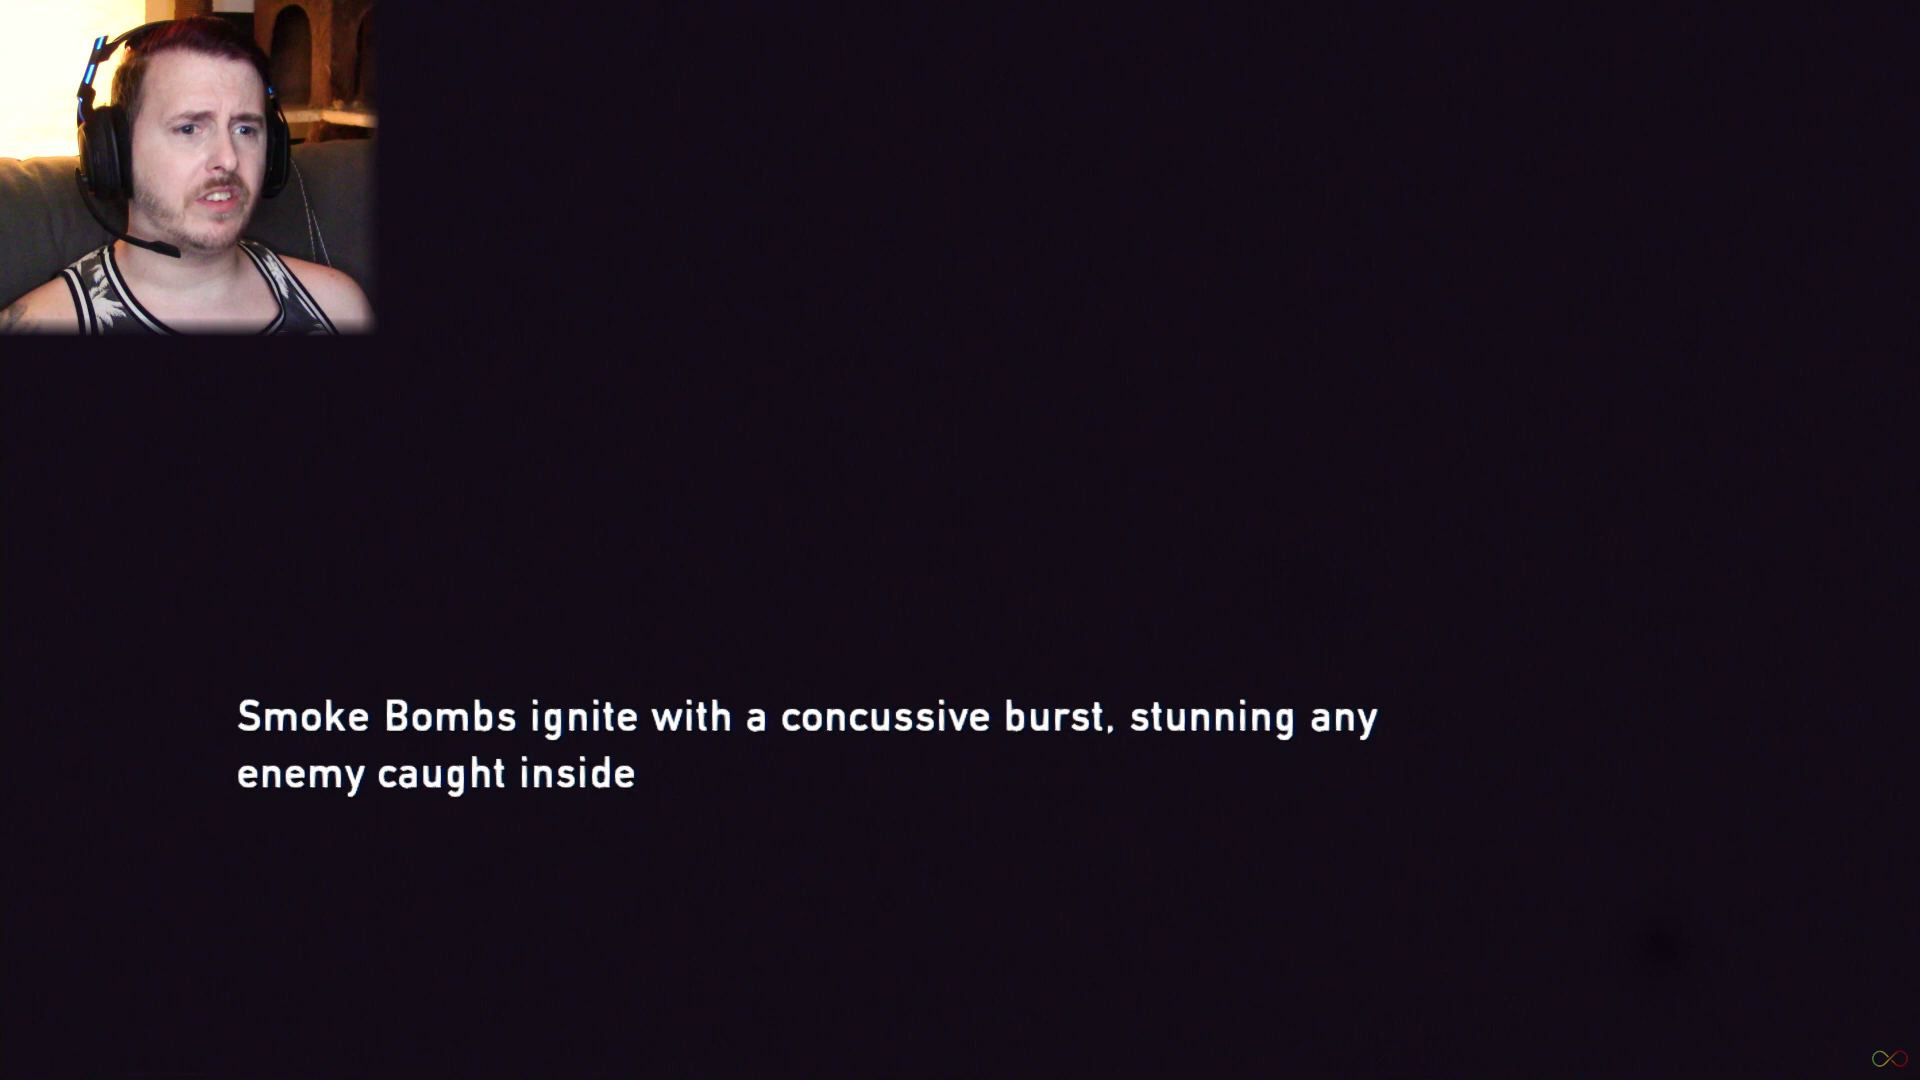 Smoke Bombs ignite with a concussive burst, stunning any
enemy caught inside